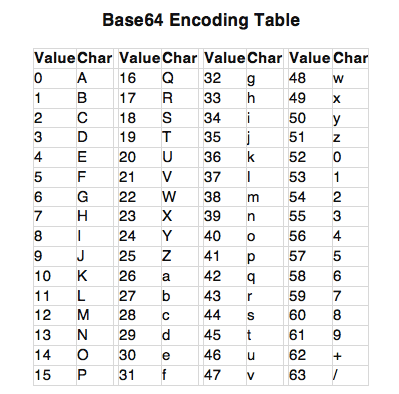 Base64 Encoding Table
Value Char Value Char Value Char Value Char
0 A 16 Q 32 g 48 w
1 B 17 R 33 h 49 x
2 C 18 S 34 i 50 y
3 D 19 T 35 j 51 z
4 E 20 U 36 k 52 0
5 F 21 V 37 l 53 1
6 G 22 W 38 m 54 2
7 H 23 X 39 n 55 3
8 I 24 Y 40 o 56 4
9 J 25 Z 41 p 57 5
10 K 26 a 42 q 58 6
11 L 27 b 43 r 59 7
12 M 28 c 44 s 60 8
13 N 29 d 45 t 61 9
14 O 30 e 46 u 62 +
15 P 31 f 47 v 63 /